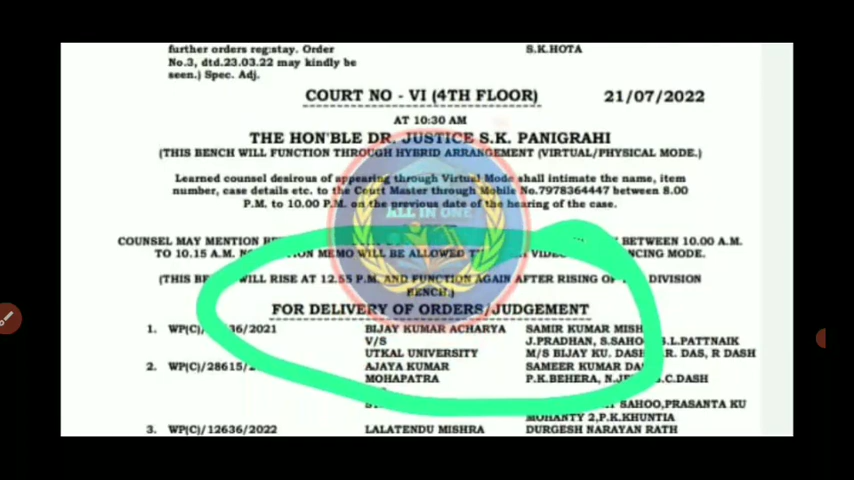 further orders reg:stay. Order S.K.HOTA
No.3, dtd.23.03.22 may kindly be
seen.) Spec. Adj.
COURT NO - VI (4TH FLOOR) 21/07/2022
AT 10:30 AM
THE HON'BLE DR. JUSTICE S.K. PANIGRAHI
(THIS BENCH WILL FUNCTION THROUGH HYBRID ARRANGEMENT (VIRTUAL/PHYSICAL MODE.)
Learned counsel desirous of appearing through Virtual Mode shall intimate the name, item
number, case details etc. to the Court Master through Mobile No.7978364447 between 8.00
P.M. to 10.00 P.M. on the previous date of the hearing of the case.
ALL IN ONE
COUNSEL MAY MENTION BETWEEN 10.00 A.M.
TO 10.15 A.M. MEMO WILL BE ALLOWED MODE.
(THIS WILL RISE AT 12.55 P.M. AND FUNCTION AGAIN AFTER RISING DIVISION
BENCH.)
FOR DELIVERY OF ORDERS/JUDGEMENT
1. WP(C)/ 36/2021 BIJAY KUMAR ACHARYA SAMIR KUMAR
V/S J.PRADHAN, S.L.PATTNAIK
UTKAL UNIVERSITY M/S BIJAY KU. DASH DAS, R DASH
2. WP(C)/28615/ AJAYA KUMAR SAMEER KUMAR
MOHAPATRA P.K.BEHERA, DASH
SAHOO,PRASANTA KU
MOHANTY 2,P.K.KHUNTIA
3. WP(C)/12636/2022 LALATENDU MISHRA DURGESH NARAYAN RATH